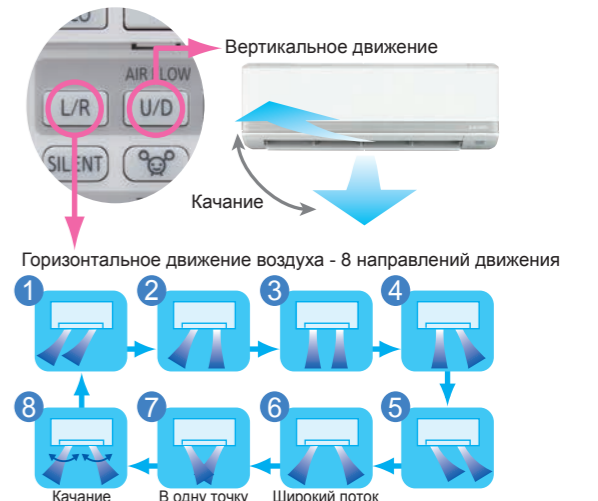 Вертикальное движение
AIR FLOW
L/R
U/D
SILENT
Качание
Горизонтальное движение воздуха - 8 направлений движения
1
2
3
4
8
7
6
5
Качание
В одну точку
Широкий поток